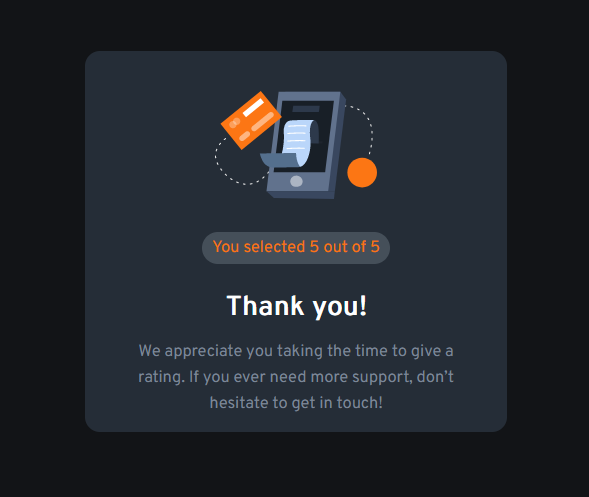 You selected 5 out of 5
Thank you!
We appreciate you taking the time to give a
rating. If you ever need more support, don’t
hesitate to get in touch!